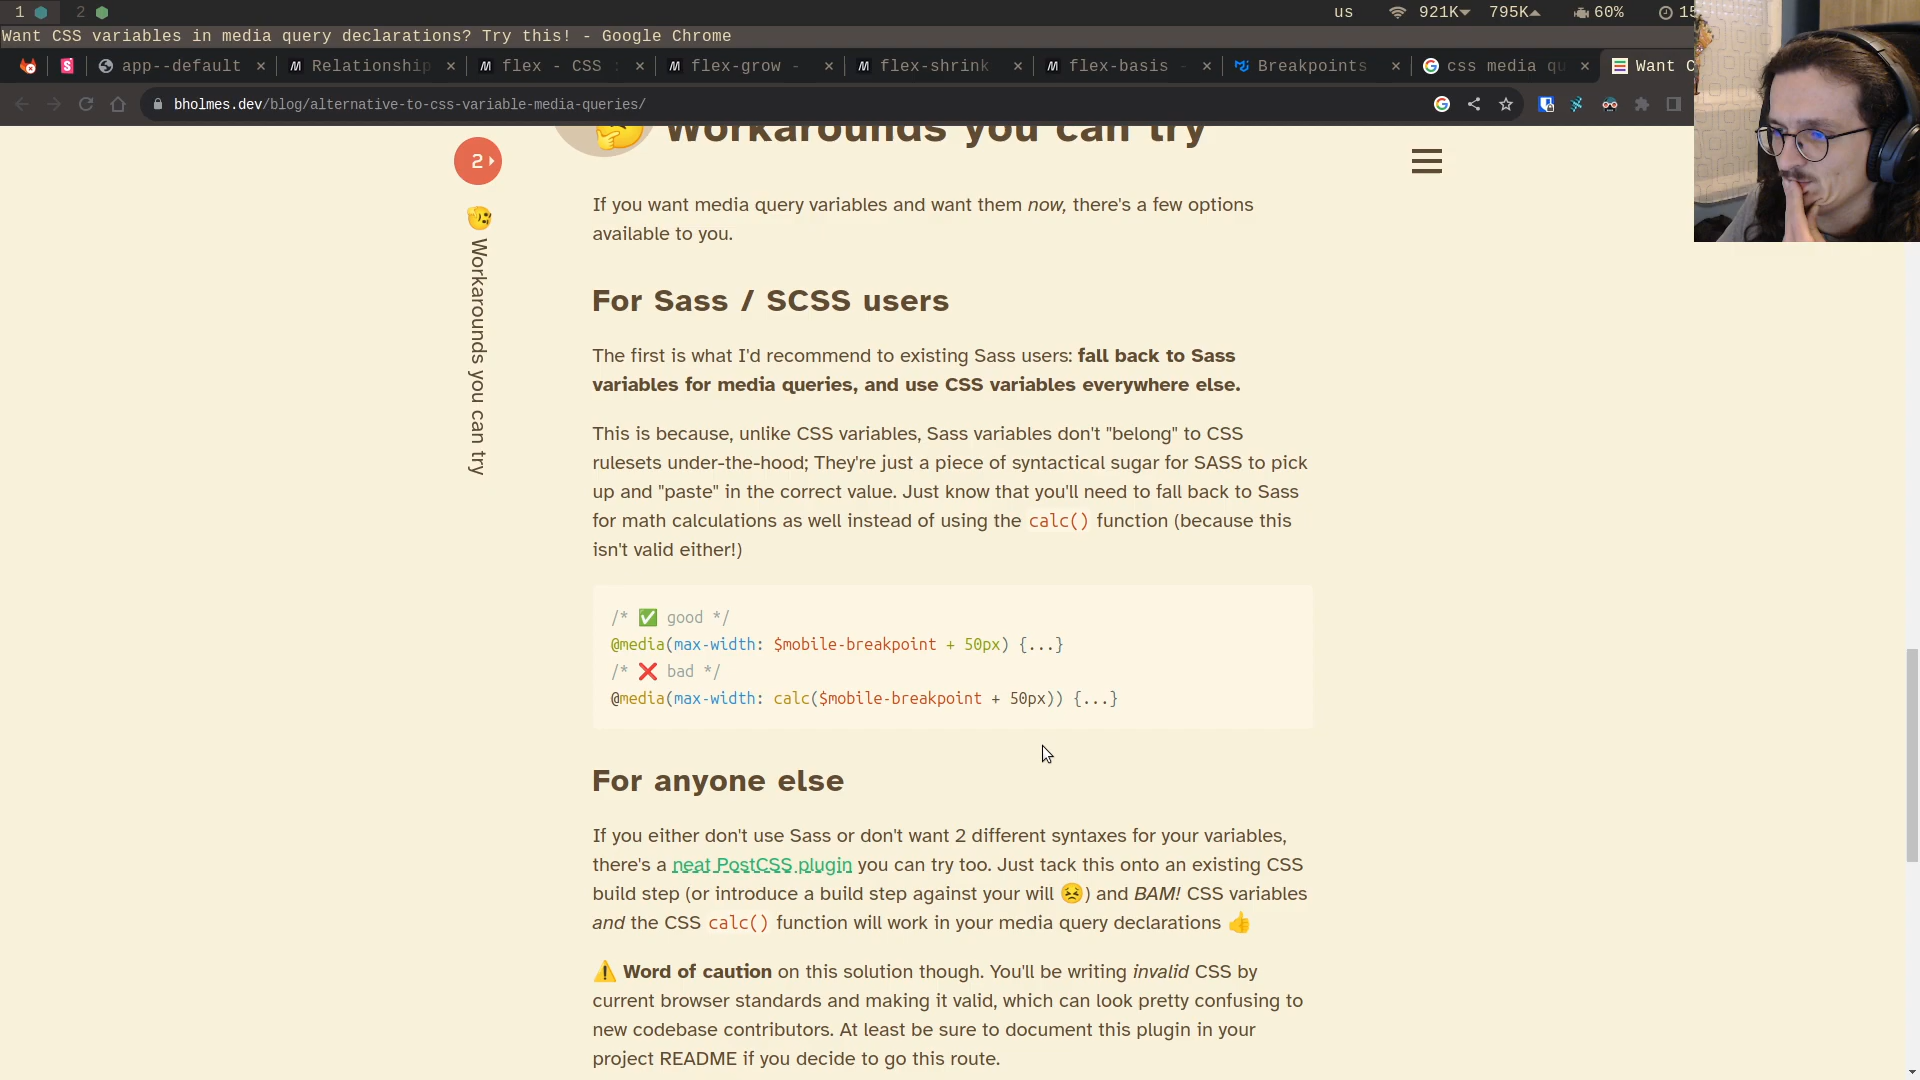 1 2 us 921K 795K 60% 15
Want CSS variables in media query declarations? Try this! - Google Chrome
app--default Relationship flex - CSS flex-grow - flex-shrink flex-basis - Breakpoints css media qu Want C
bholmes.dev/blog/alternative-to-css-variable-media-queries/
Workarounds you can try
2
Workarounds you can try
If you want media query variables and want them now, there's a few options
available to you.
For Sass / SCSS users
The first is what I'd recommend to existing Sass users: fall back to Sass
variables for media queries, and use CSS variables everywhere else.
This is because, unlike CSS variables, Sass variables don't "belong" to CSS
rulesets under-the-hood; They're just a piece of syntactical sugar for SASS to pick
up and "paste" in the correct value. Just know that you'll need to fall back to Sass
for math calculations as well instead of using the calc() function (because this
isn't valid either!)
/* ✅ good */
@media(max-width: $mobile-breakpoint + 50px) {...}
/* ❌ bad */
@media(max-width: calc($mobile-breakpoint + 50px)) {...}
For anyone else
If you either don't use Sass or don't want 2 different syntaxes for your variables,
there's a neat PostCSS plugin you can try too. Just tack this onto an existing CSS
build step (or introduce a build step against your will 😣) and BAM! CSS variables
and the CSS calc() function will work in your media query declarations 👍
⚠️ Word of caution on this solution though. You'll be writing invalid CSS by
current browser standards and making it valid, which can look pretty confusing to
new codebase contributors. At least be sure to document this plugin in your
project README if you decide to go this route.